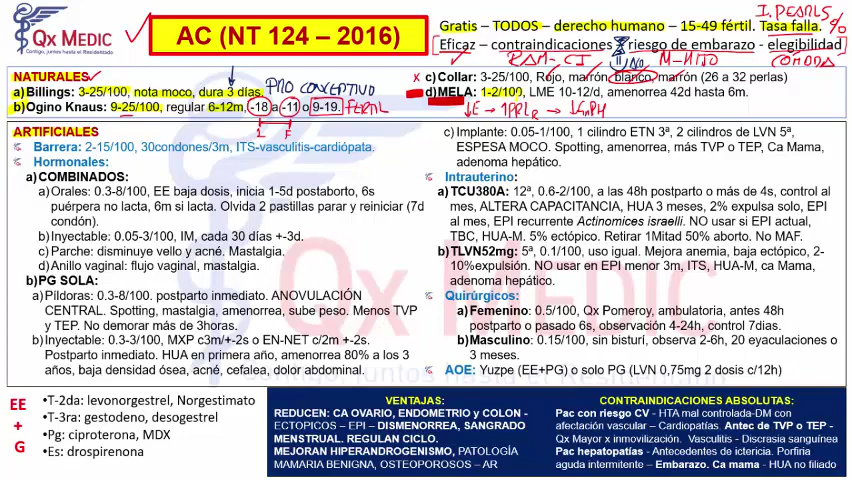 Qx MEDIC
Contigo, Juntos hasta el Residentado
AC (NT 124 – 2016)
I. PEARLS
%
Gratis – TODOS – derecho humano – 15-49 fértil. Tasa falla.
Eficaz – contraindicaciones – riesgo de embarazo - elegibilidad
RAM-CI
NO
M-HIJO
NATURALES
a)Billings: 3-25/100, nota moco, dura 3 días.
PRO CONCEPTIVO
b)Ogino Knaus: 9-25/100, regular 6-12m, -18 a -11 o 9-19.
FERTIL
I F
x c) Collar: 3-25/100, Rojo, marrón, blanco, marrón (26 a 32 perlas)
d)MELA: 1-2/100, LME 10-12/d, amenorrea 42d hasta 6m.
↓E → ↑PRL → ↓GnRH
ARTIFICIALES
Barrera: 2-15/100, 30condones/3m, ITS-vasculitis-cardiópata.
Hormonales:
a)COMBINADOS:
a)Orales: 0.3-8/100, EE baja dosis, inicia 1-5d postaborto, 6s
puérpera no lacta, 6m si lacta. Olvida 2 pastillas parar y reiniciar (7d
condón).
b)Inyectable: 0.05-3/100, IM, cada 30 días +-3d.
c)Parche: disminuye vello y acné. Mastalgia.
d)Anillo vaginal: flujo vaginal, mastalgia.
b)PG SOLA:
a)Píldoras: 0.3-8/100. postparto inmediato. ANOVULACIÓN
CENTRAL. Spotting, mastalgia, amenorrea, sube peso. Menos TVP
y TEP. No demorar más de 3horas.
b)Inyectable: 0.3-3/100, MXP c3m/+-2s o EN-NET c/2m +-2s.
Postparto inmediato. HUA en primer año, amenorrea 80% a los 3
años, baja densidad ósea, acné, cefalea, dolor abdominal.
c) Implante: 0.05-1/100, 1 cilindro ETN 3ª, 2 cilindros de LVN 5ª,
ESPESA MOCO. Spotting, amenorrea, más TVP o TEP, Ca Mama,
adenoma hepático.
Intrauterino:
a) TCU380A: 12ª, 0.6-2/100, a las 48h postparto o más de 4s, control al
mes, ALTERA CAPACITANCIA, HUA 3 meses, 2% expulsa solo, EPI
al mes, EPI recurrente Actinomices israelli. NO usar si EPI actual,
TBC, HUA-M. 5% ectópico. Retirar 1Mitad 50% aborto. No MAF.
b) TLVN52mg: 5ª, 0.1/100, uso igual. Mejora anemia, baja ectópico, 2-
10%expulsión. NO usar en EPI menor 3m, ITS, HUA-M, ca Mama,
adenoma hepático.
Quirúrgicos:
a) Femenino: 0.5/100, Qx Pomeroy, ambulatoria, antes 48h
postparto o pasado 6s, observación 4-24h, control 7dias.
b) Masculino: 0.15/100, sin bisturí, observa 2-6h, 20 eyaculaciones o
3 meses.
AOE: Yuzpe (EE+PG) o solo PG (LVN 0,75mg 2 dosis c/12h)
EE
+
G
•T-2da: levonorgestrel, Norgestimato
•T-3ra: gestodeno, desogestrel
•Pg: ciproterona, MDX
•Es: drospirenona
VENTAJAS:
REDUCEN: CA OVARIO, ENDOMETRIO y COLON -
ECTOPICOS – EPI – DISMENORREA, SANGRADO
MENSTRUAL. REGULAN CICLO.
MEJORAN HIPERANDROGENISMO, PATOLOGÍA
MAMARIA BENIGNA, OSTEOPOROSOS – AR
CONTRAINDICACIONES ABSOLUTAS:
Pac con riesgo CV - HTA mal controlada-DM con
afectación vascular – Cardiopatías. Antec de TVP o TEP -
Qx Mayor x inmovilización. Vasculitis - Discresia sanguínea
Pac hepatopatías - Antecedentes de ictericia. Porfiria
aguda intermitente – Embarazo. Ca mama - HUA no filiado